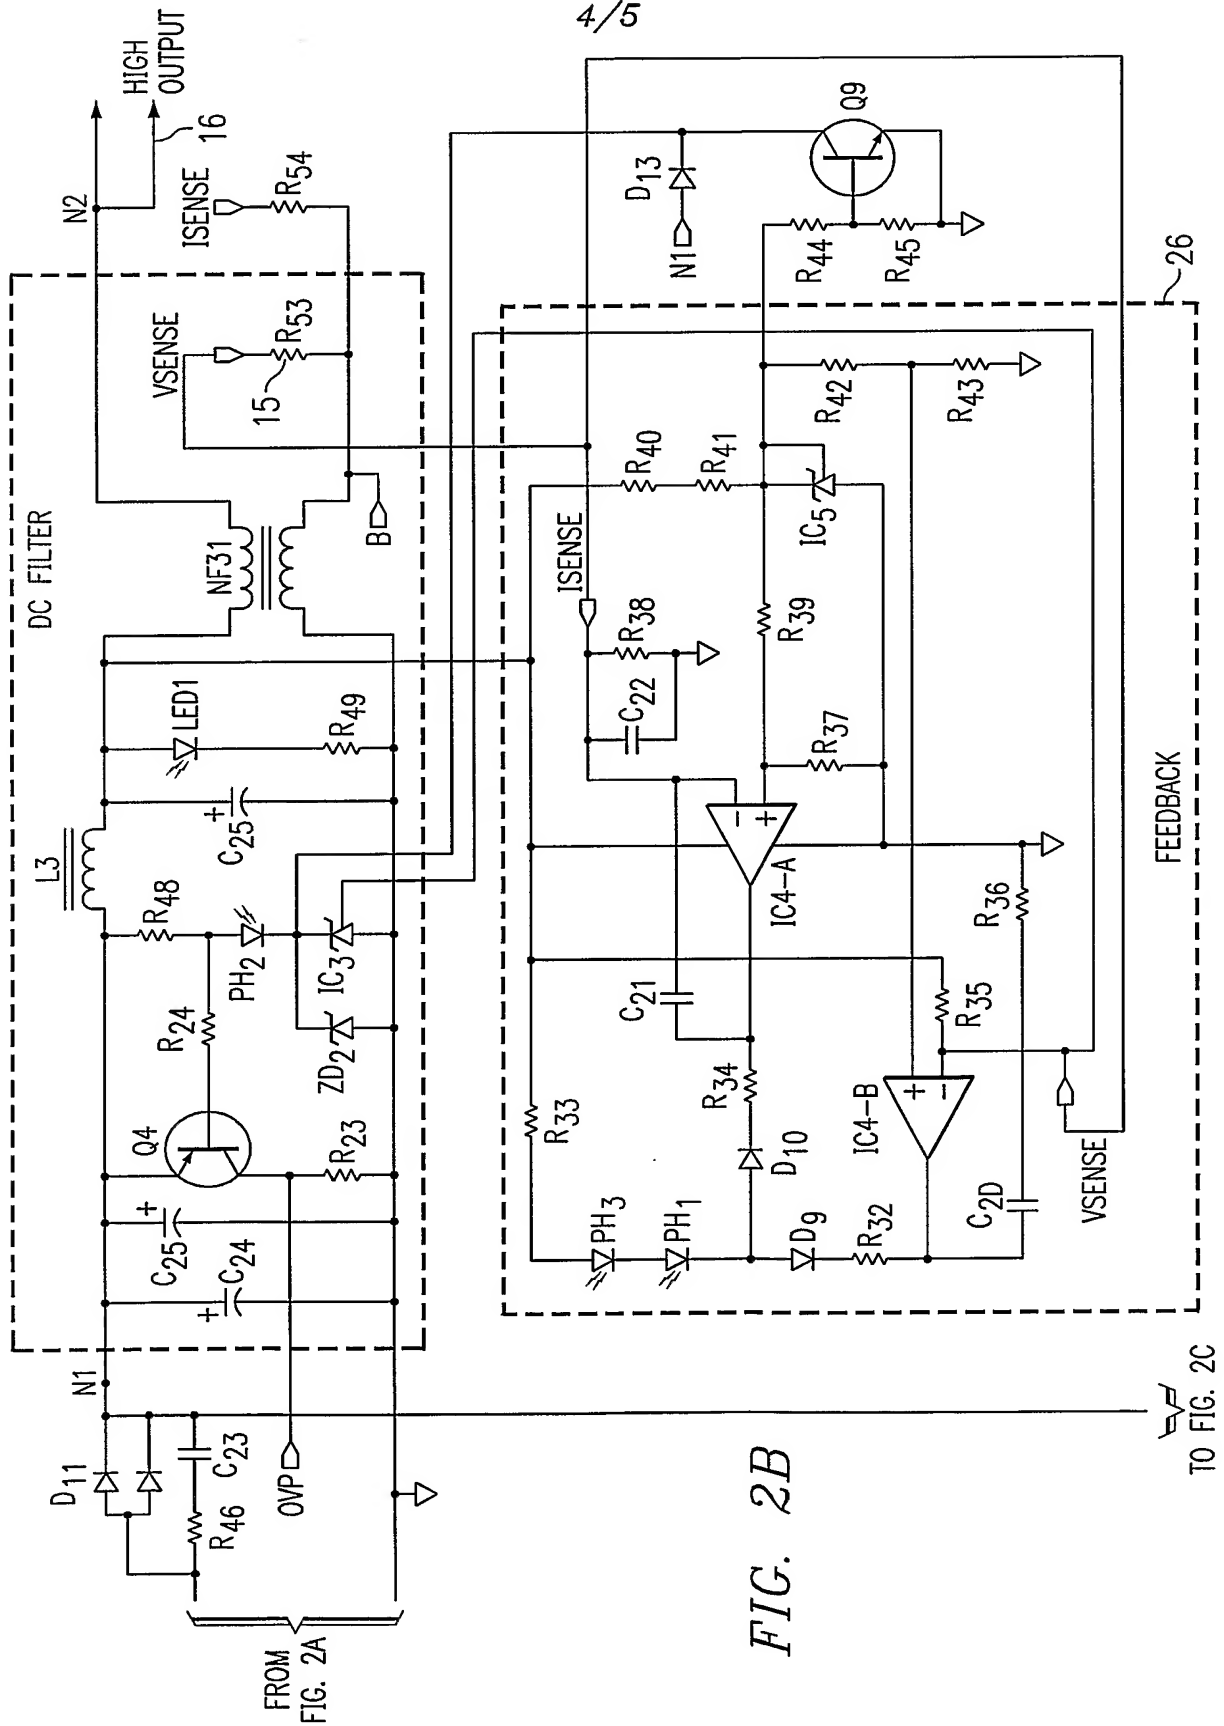 4/5
HIGH
OUTPUT
16
N2
ISENSE
R54
DC FILTER
VSENSE
R53
15
NF31
B
LED1
R49
C25
L3
R48
PH2
IC3
ZD2
R24
Q4
R23
C25
C24
N1
D11
C23
R46
OVP
FROM
FIG. 2A
Q9
D13
N1
R44
R45
26
R42
R43
R40
R41
IC5
ISENSE
R38
C22
R39
R37
IC4-A
C21
R36
R35
R34
IC4-B
R33
D10
PH3
PH1
D9
R32
C2D
VSENSE
FEEDBACK
TO FIG. 2C
FIG. 2B